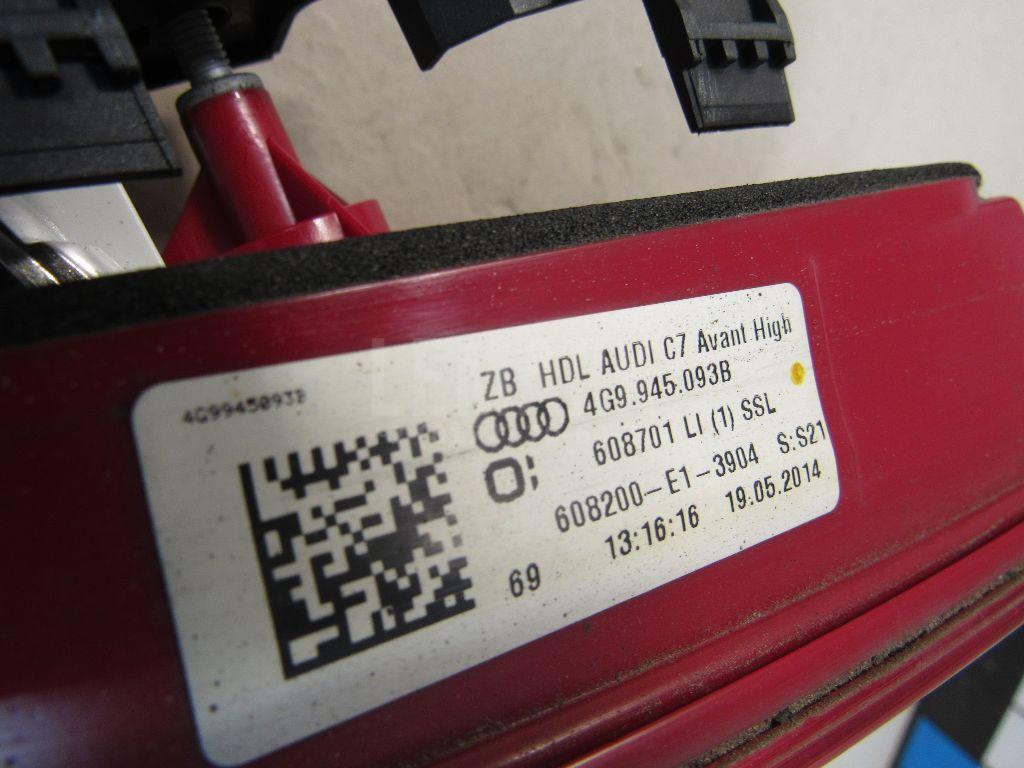 4G9945093B
ZB HDL AUDI C7 Avant High
4G9.945.093B
608701 LI (1) SSL
608200-E1-3904 S:S21
13:16:16 19.05.2014
69